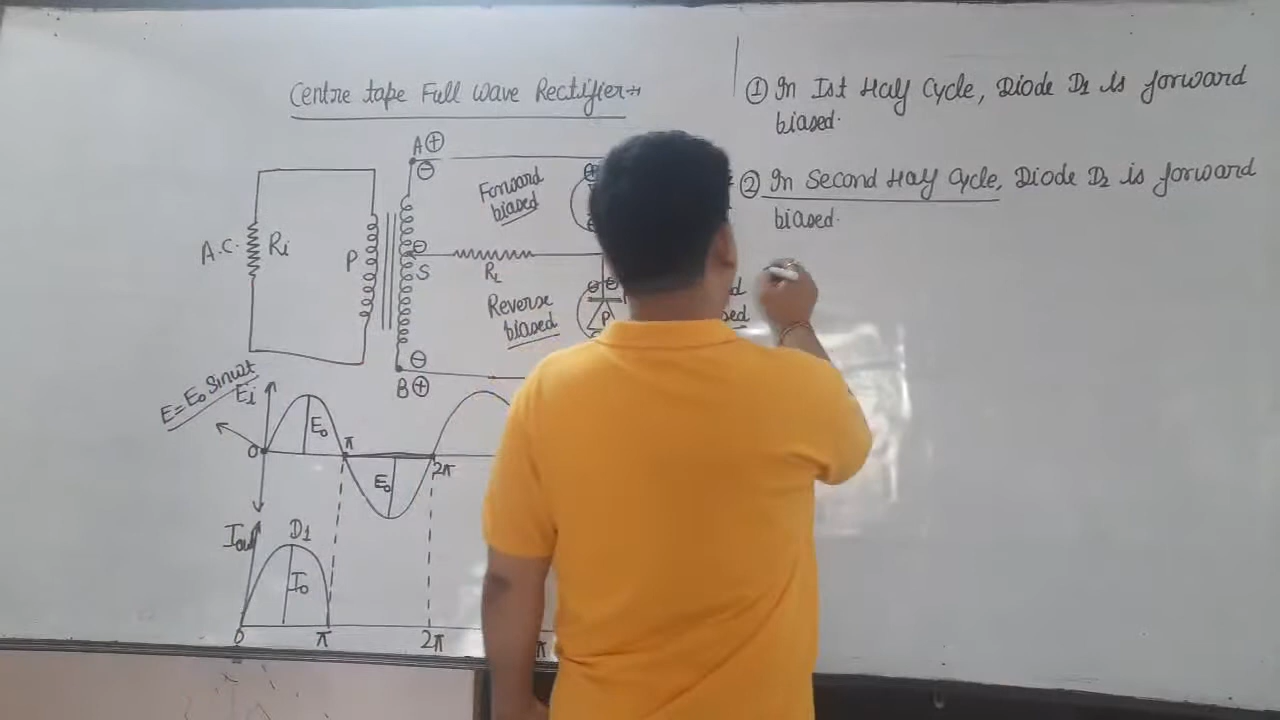 Centre tape Full Wave Rectifier→
① In Ist Half Cycle, Diode D1 is forward
biased.
② In Second Half Cycle, Diode D2 is forward
biased.
A ⊕
⊖
Forward
biased
⊕
A.C. Ri P
⊖
S
RL
Reverse
biased
⊖ ⊕
P
⊖
B ⊕
E = E₀ Sinωt
Ei
E₀
0 π 2π
E₀
D1
I₀
0 π 2π π